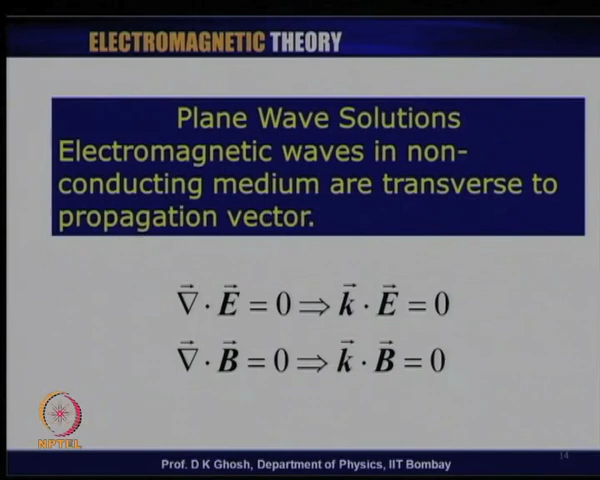 ELECTROMAGNETIC THEORY
Plane Wave Solutions
Electromagnetic waves in non-
conducting medium are transverse to
propagation vector.
∇⃗ · E⃗ = 0 ⇒ k⃗ · E⃗ = 0
∇⃗ · B⃗ = 0 ⇒ k⃗ · B⃗ = 0
NPTEL
14
Prof. D K Ghosh, Department of Physics, IIT Bombay